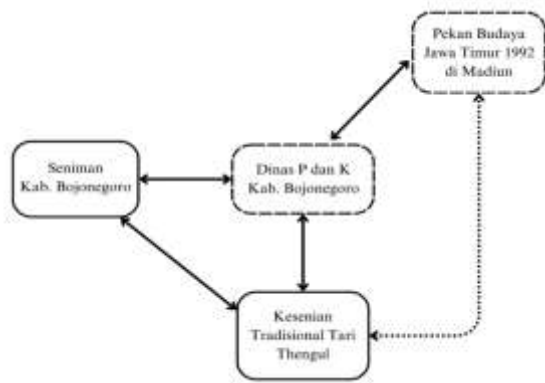 Pekan Budaya
Jawa Timur 1992
di Madiun
Seniman
Kab. Bojonegoro
Dinas P dan K
Kab. Bojonegoro
Kesenian
Tradisional Tari
Thengul